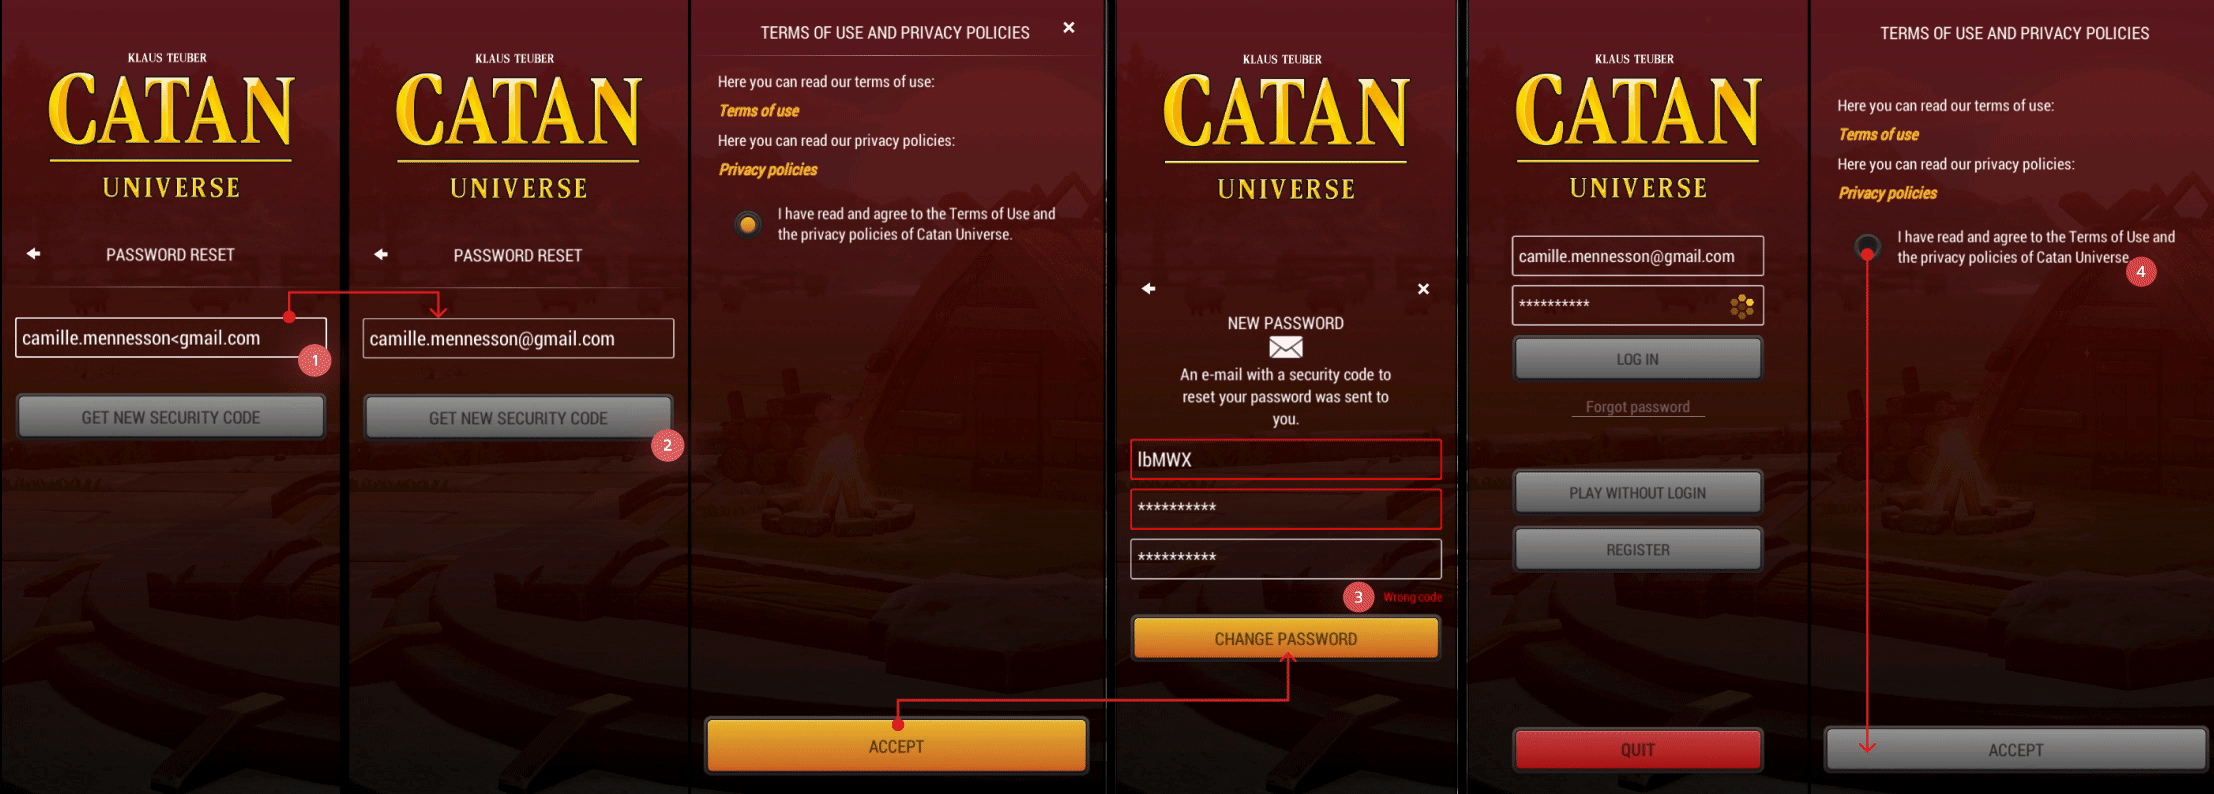 KLAUS TEUBER
CATAN
UNIVERSE
PASSWORD RESET
camille.mennesson<gmail.com
1
GET NEW SECURITY CODE
KLAUS TEUBER
CATAN
UNIVERSE
PASSWORD RESET
camille.mennesson@gmail.com
GET NEW SECURITY CODE
2
TERMS OF USE AND PRIVACY POLICIES
Here you can read our terms of use:
Terms of use
Here you can read our privacy policies:
Privacy policies
I have read and agree to the Terms of Use and
the privacy policies of Catan Universe.
ACCEPT
KLAUS TEUBER
CATAN
UNIVERSE
NEW PASSWORD
An e-mail with a security code to
reset your password was sent to
you.
lbMWX
**********
**********
3
Wrong code
CHANGE PASSWORD
KLAUS TEUBER
CATAN
UNIVERSE
camille.mennesson@gmail.com
**********
LOG IN
Forgot password
PLAY WITHOUT LOGIN
REGISTER
QUIT
TERMS OF USE AND PRIVACY POLICIES
Here you can read our terms of use:
Terms of use
Here you can read our privacy policies:
Privacy policies
I have read and agree to the Terms of Use and
the privacy policies of Catan Universe.
4
ACCEPT